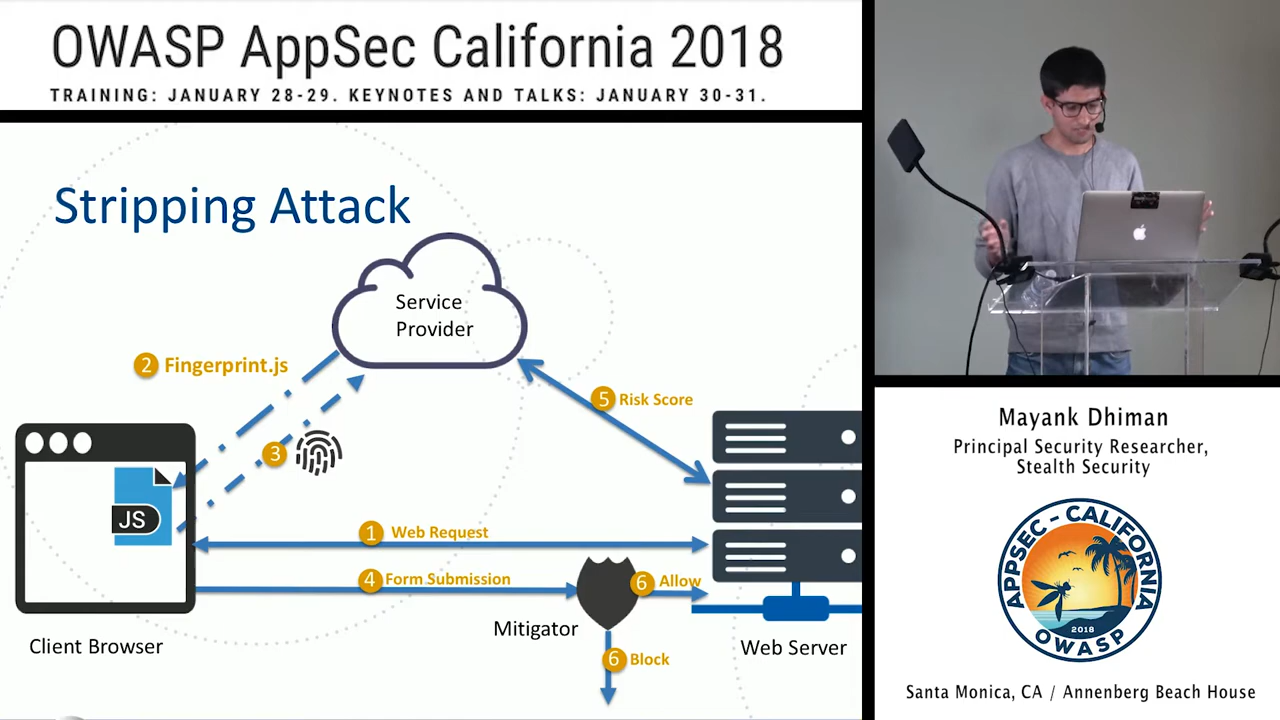 OWASP AppSec California 2018
TRAINING: JANUARY 28-29. KEYNOTES AND TALKS: JANUARY 30-31.
Stripping Attack
Service
Provider
2 Fingerprint.js
5 Risk Score
3
JS
1 Web Request
4 Form Submission
6 Allow
Mitigator
6 Block
Client Browser
Web Server
Mayank Dhiman
Principal Security Researcher,
Stealth Security
APPSEC - CALIFORNIA
2018
OWASP
Santa Monica, CA / Annenberg Beach House